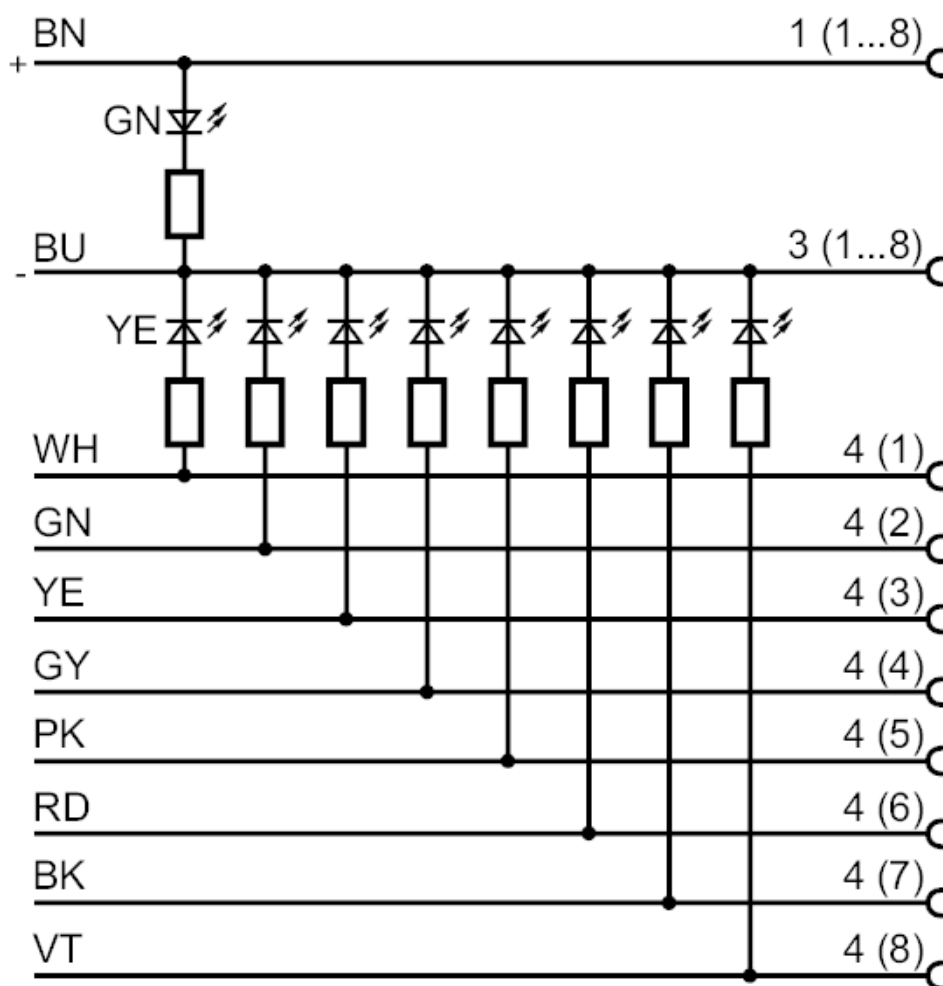 BN 1 (1...8)
+
GN
BU 3 (1...8)
-
YE
WH 4 (1)
GN 4 (2)
YE 4 (3)
GY 4 (4)
PK 4 (5)
RD 4 (6)
BK 4 (7)
VT 4 (8)